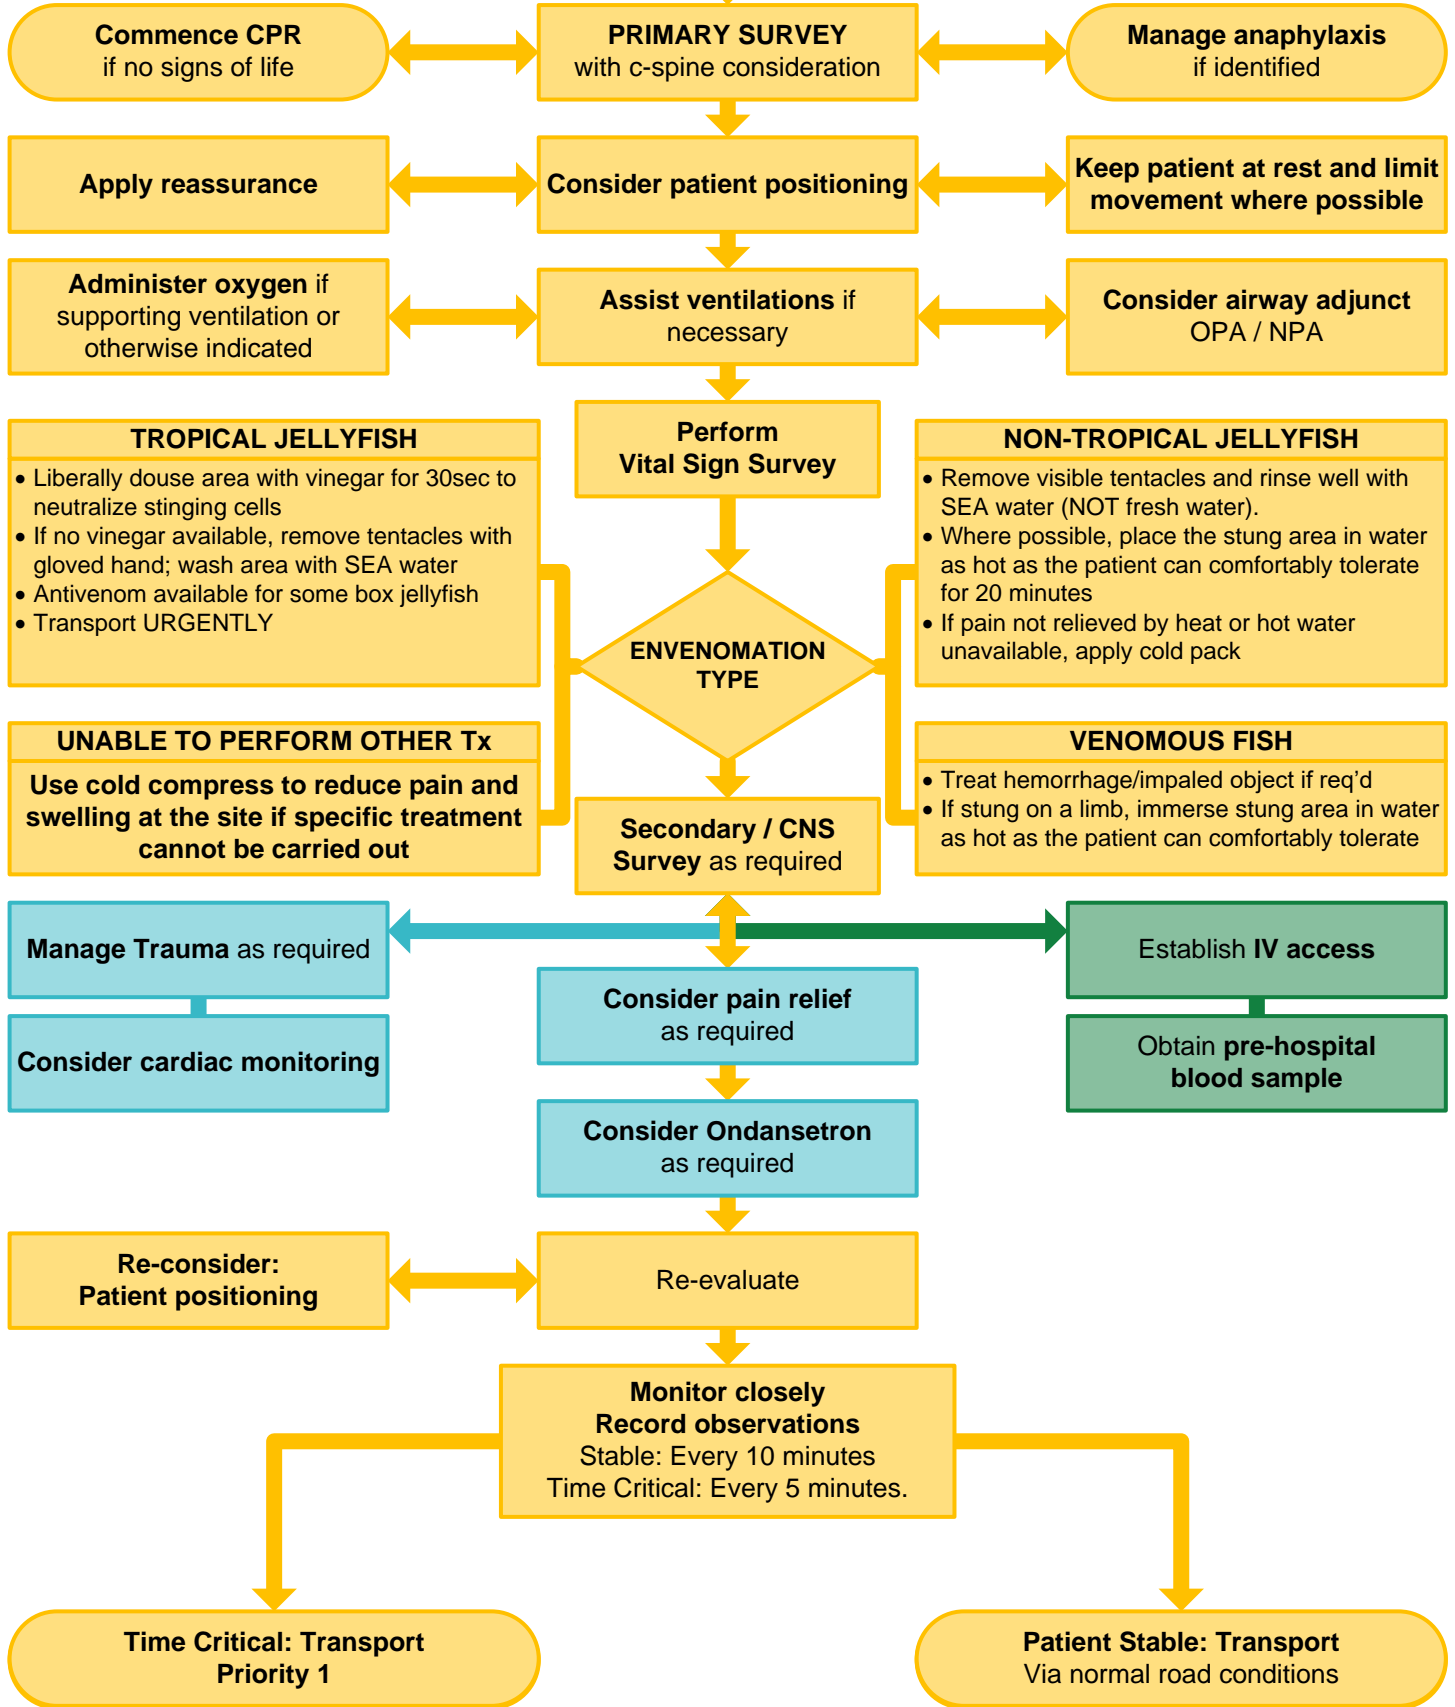 Commence CPR
if no signs of life
PRIMARY SURVEY
with c-spine consideration
Manage anaphylaxis
if identified
Apply reassurance
Consider patient positioning
Keep patient at rest and limit
movement where possible
Administer oxygen if
supporting ventilation or
otherwise indicated
Assist ventilations if
necessary
Consider airway adjunct
OPA / NPA
Perform
Vital Sign Survey
TROPICAL JELLYFISH
• Liberally douse area with vinegar for 30sec to
neutralize stinging cells
• If no vinegar available, remove tentacles with
gloved hand; wash area with SEA water
• Antivenom available for some box jellyfish
• Transport URGENTLY
NON-TROPICAL JELLYFISH
• Remove visible tentacles and rinse well with
SEA water (NOT fresh water).
• Where possible, place the stung area in water
as hot as the patient can comfortably tolerate
for 20 minutes
• If pain not relieved by heat or hot water
unavailable, apply cold pack
ENVENOMATION
TYPE
UNABLE TO PERFORM OTHER Tx
Use cold compress to reduce pain and
swelling at the site if specific treatment
cannot be carried out
VENOMOUS FISH
• Treat hemorrhage/impaled object if req’d
• If stung on a limb, immerse stung area in water
as hot as the patient can comfortably tolerate
Secondary / CNS
Survey as required
Manage Trauma as required
Establish IV access
Consider pain relief
as required
Consider cardiac monitoring
Obtain pre-hospital
blood sample
Consider Ondansetron
as required
Re-consider:
Patient positioning
Re-evaluate
Monitor closely
Record observations
Stable: Every 10 minutes
Time Critical: Every 5 minutes.
Time Critical: Transport
Priority 1
Patient Stable: Transport
Via normal road conditions